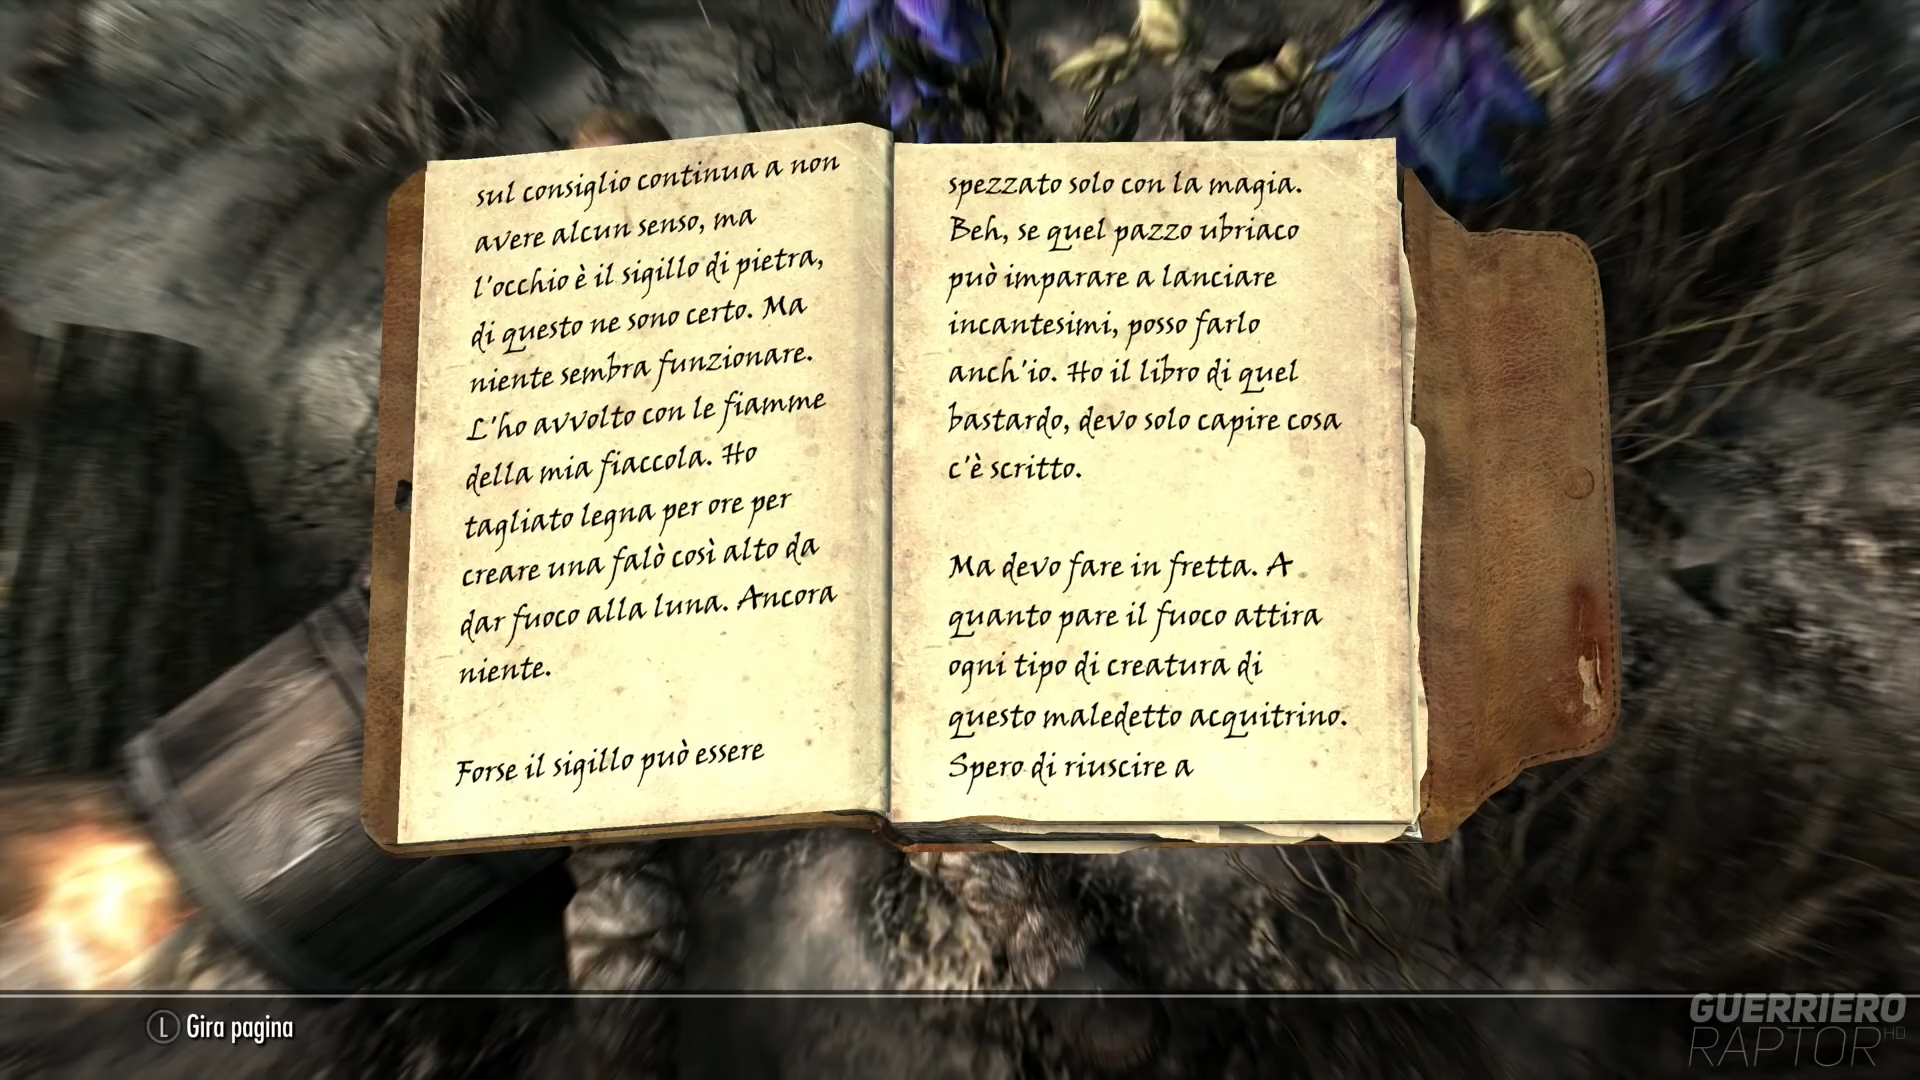 sul consiglio continua a non
avere alcun senso, ma
l'occhio è il sigillo di pietra,
di questo ne sono certo. Ma
niente sembra funzionare.
L'ho avvolto con le fiamme
della mia fiaccola. Ho
tagliato legna per ore per
creare una falò così alto da
dar fuoco alla luna. Ancora
niente.
Forse il sigillo può essere
spezzato solo con la magia.
Beh, se quel pazzo ubriaco
può imparare a lanciare
incantesimi, posso farlo
anch'io. Ho il libro di quel
bastardo, devo solo capire cosa
c'è scritto.
Ma devo fare in fretta. A
quanto pare il fuoco attira
ogni tipo di creatura di
questo maledetto acquitrino.
Spero di riuscire a
L Gira pagina
GUERRIERO
RAPTOR HD